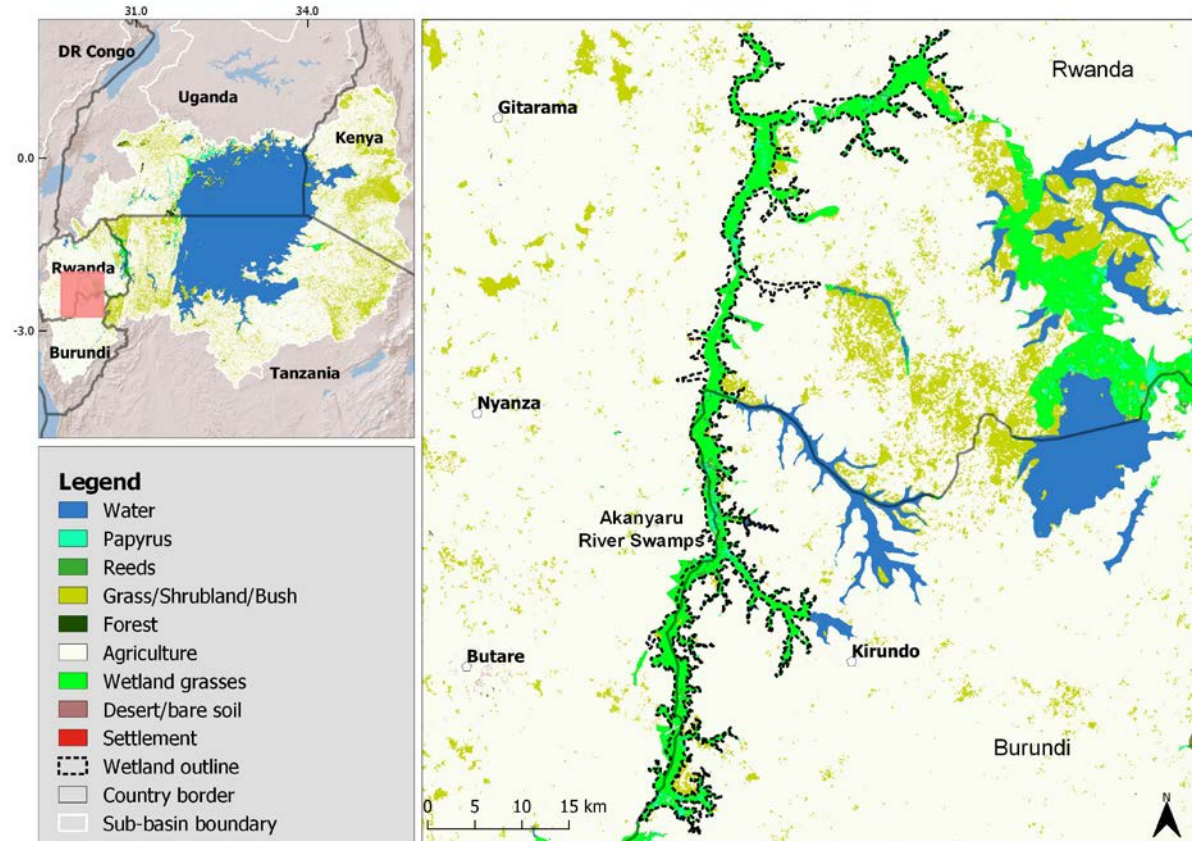 31.0
34.0
DR Congo
Uganda
Kenya
0.0
Rwanda
-3.0
Burundi
Tanzania
Legend
Water
Papyrus
Reeds
Grass/Shrubland/Bush
Forest
Agriculture
Wetland grasses
Desert/bare soil
Settlement
Wetland outline
Country border
Sub-basin boundary
Rwanda
Gitarama
Nyanza
Akanyaru
River Swamps
Butare
Kirundo
Burundi
0 5 10 15 km
N